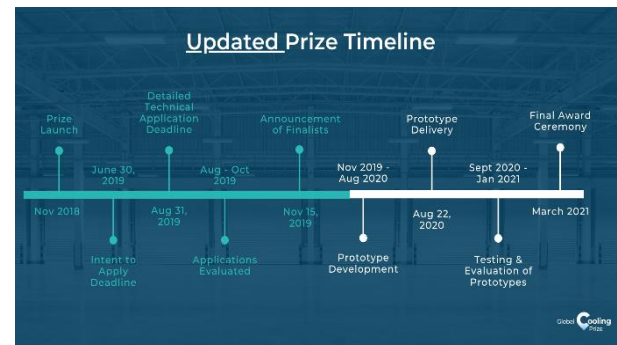 Updated Prize Timeline
Prize
Launch
Nov 2018
June 30,
2019
Intent to
Apply
Deadline
Detailed
Technical
Application
Deadline
Aug 31,
2019
Aug - Oct
2019
Applications
Evaluated
Announcement
of Finalists
Nov 15,
2019
Nov 2019 -
Aug 2020
Prototype
Development
Prototype
Delivery
Aug 22,
2020
Sept 2020 -
Jan 2021
Testing &
Evaluation of
Prototypes
Final Award
Ceremony
March 2021
Global Cooling
Prize